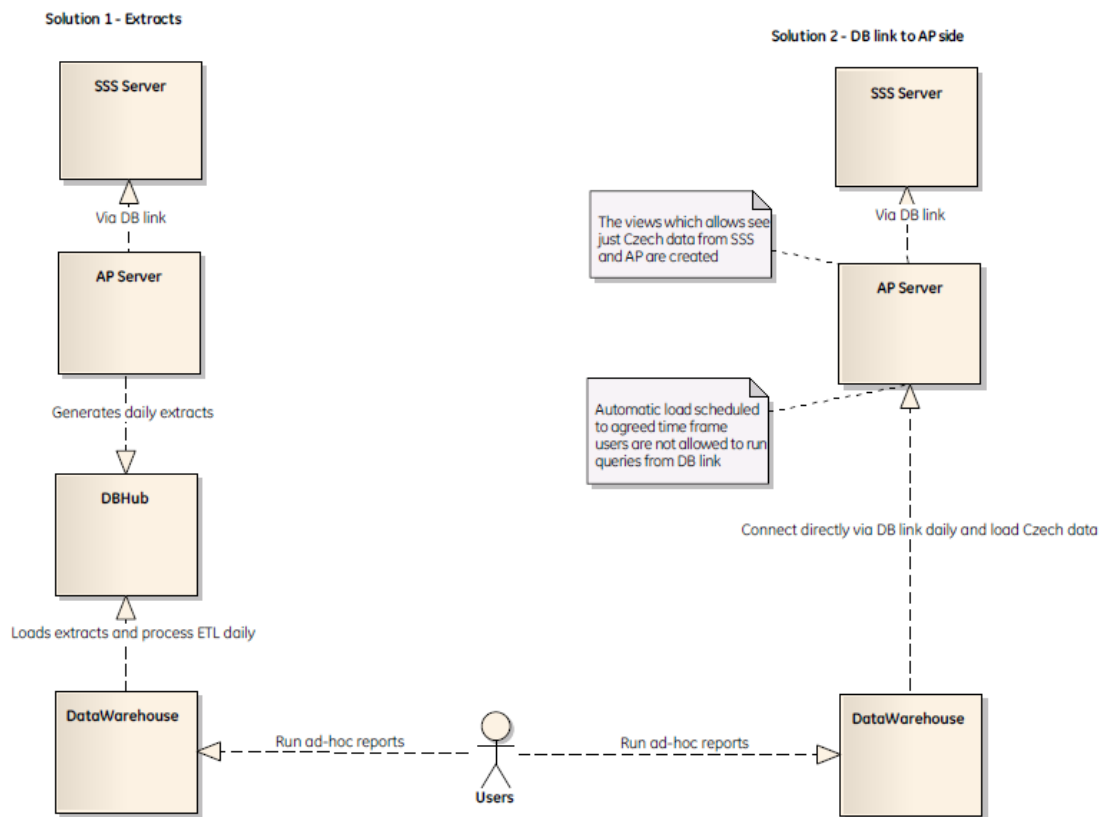 Solution 1 - Extracts
SSS Server
Via DB link
AP Server
Generates daily extracts
DBHub
Loads extracts and process ETL daily
DataWarehouse
Run ad-hoc reports
Users
Run ad-hoc reports
Solution 2 - DB link to AP side
SSS Server
The views which allows see
just Czech data from SSS
and AP are created
Via DB link
AP Server
Automatic load scheduled
to agreed time frame
users are not allowed to run
queries from DB link
Connect directly via DB link daily and load Czech data
DataWarehouse